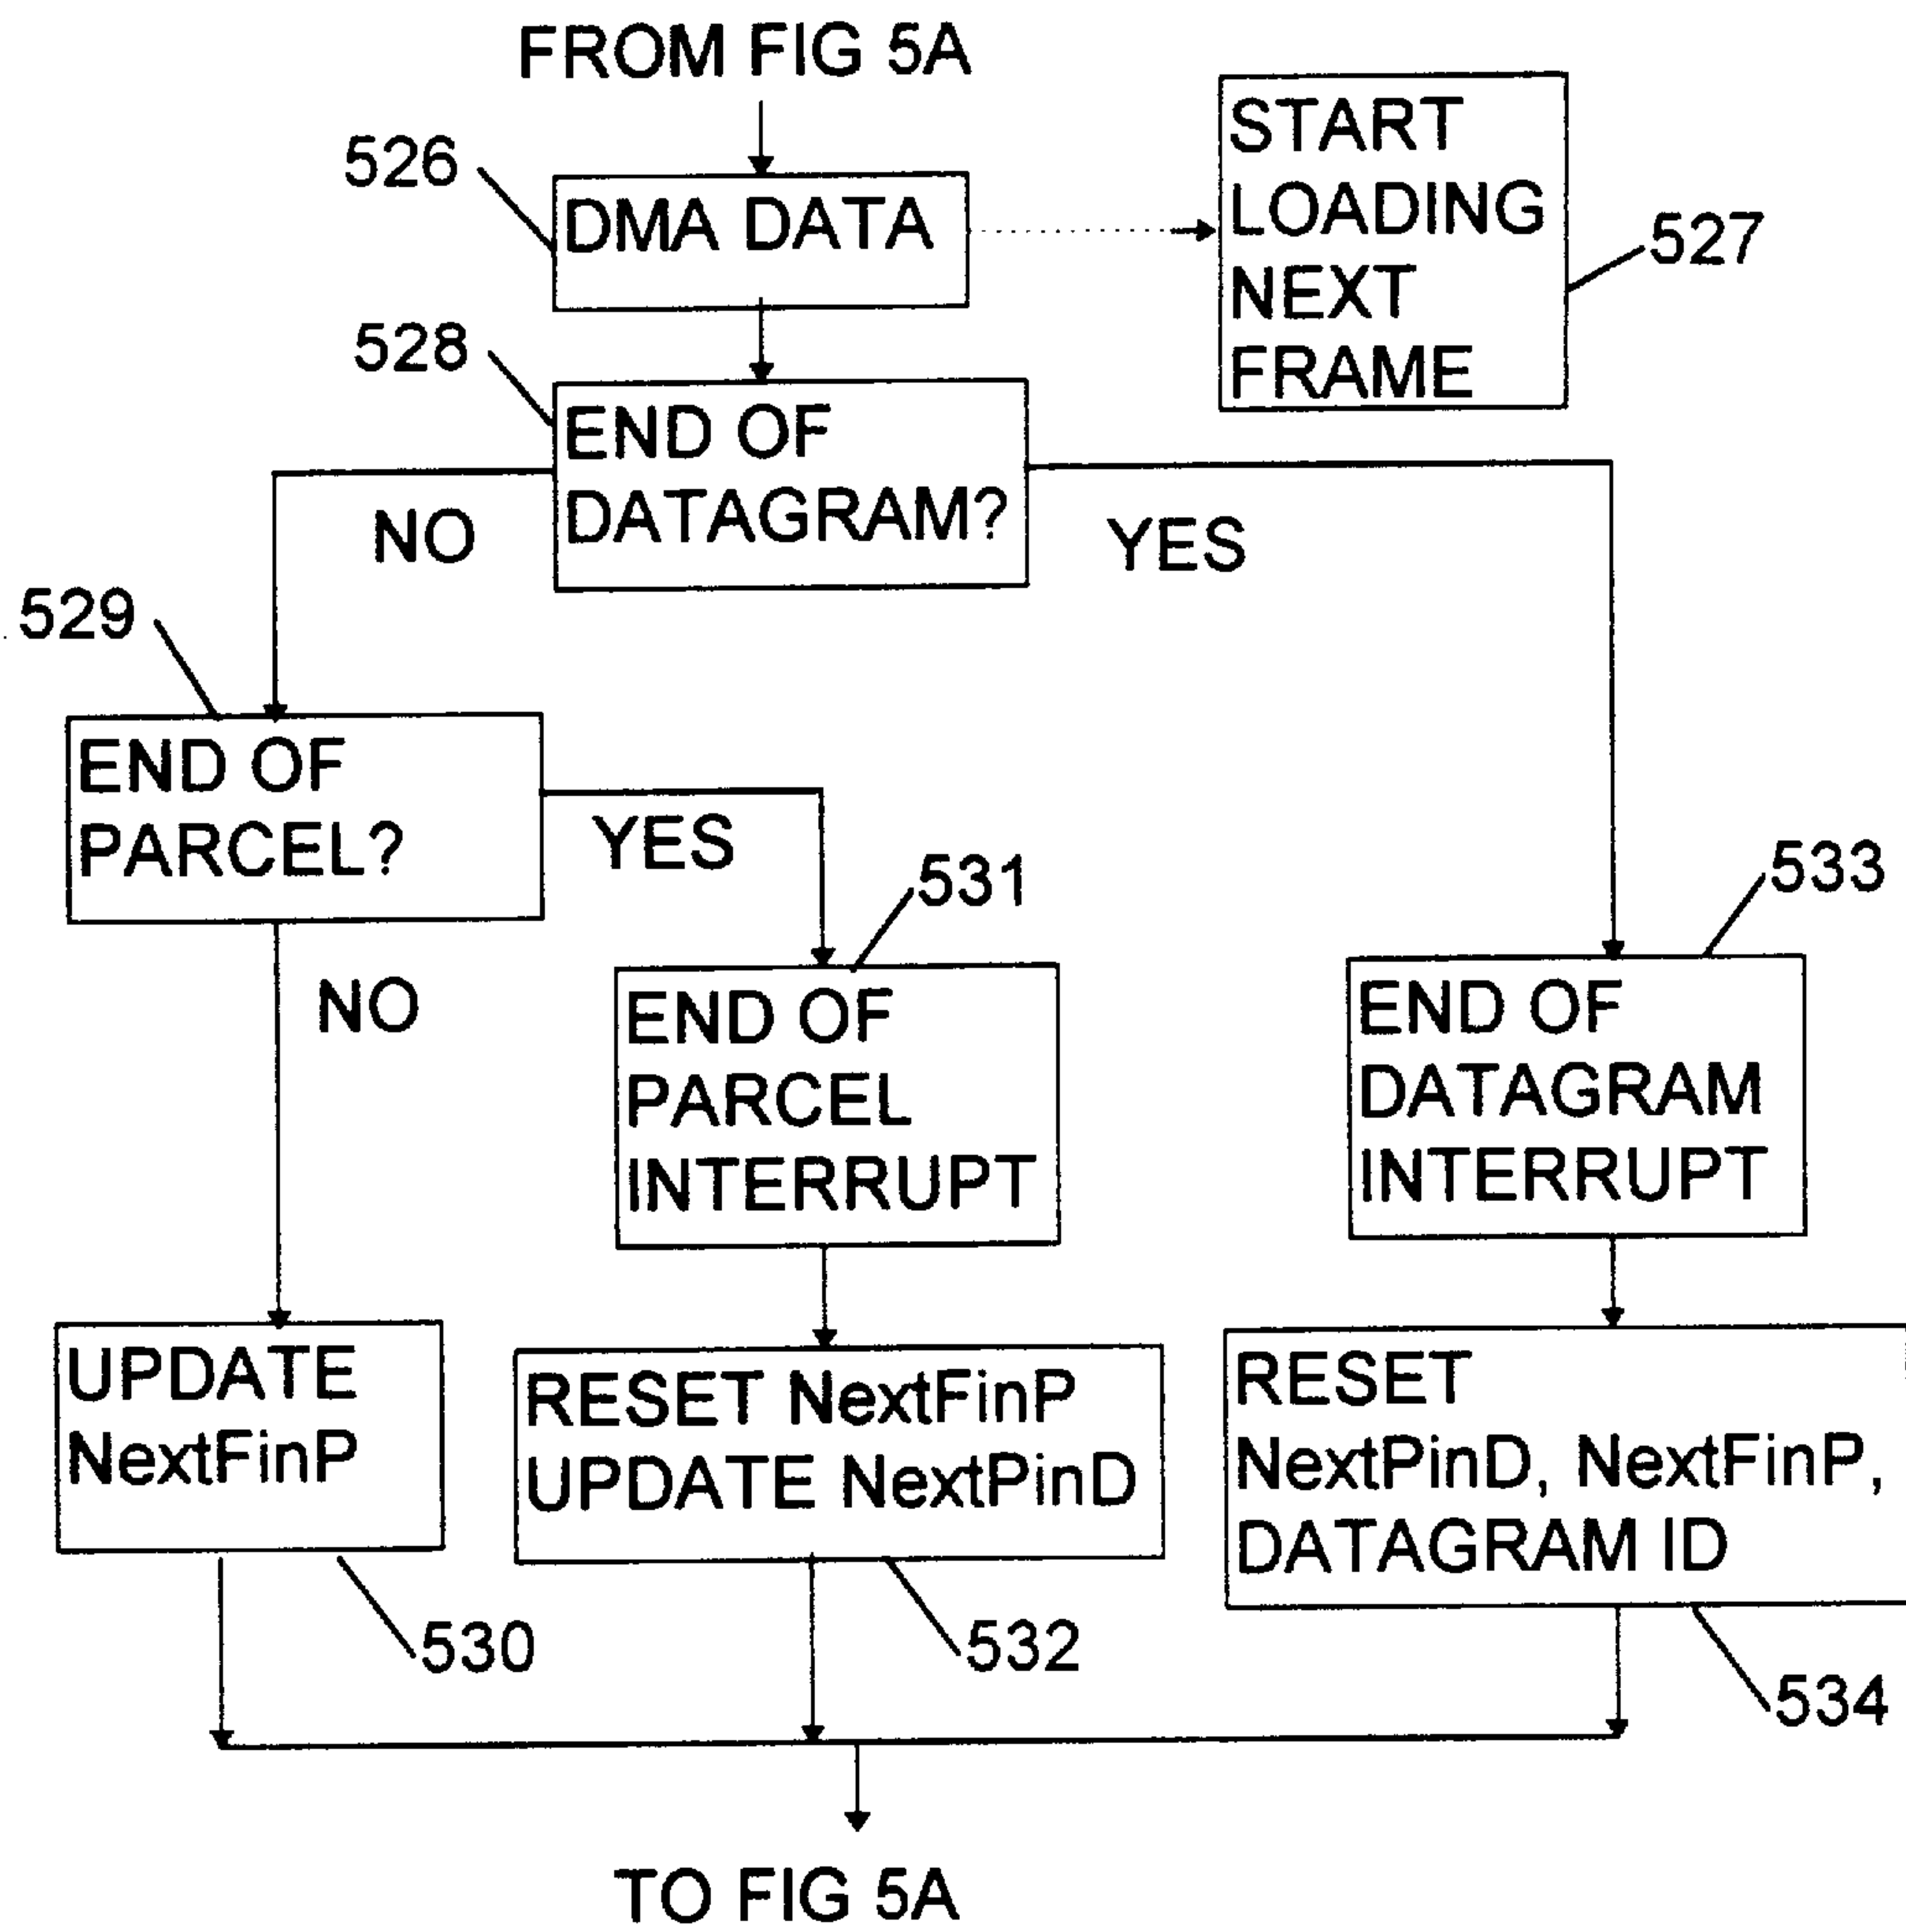 FROM FIG 5A
526
DMA DATA
START
LOADING
NEXT
FRAME
527
528
END OF
DATAGRAM?
NO
YES
529
END OF
PARCEL?
YES
NO
531
END OF
PARCEL
INTERRUPT
533
END OF
DATAGRAM
INTERRUPT
UPDATE
NextFinP
530
RESET NextFinP
UPDATE NextPinD
532
RESET
NextPinD, NextFinP,
DATAGRAM ID
534
TO FIG 5A